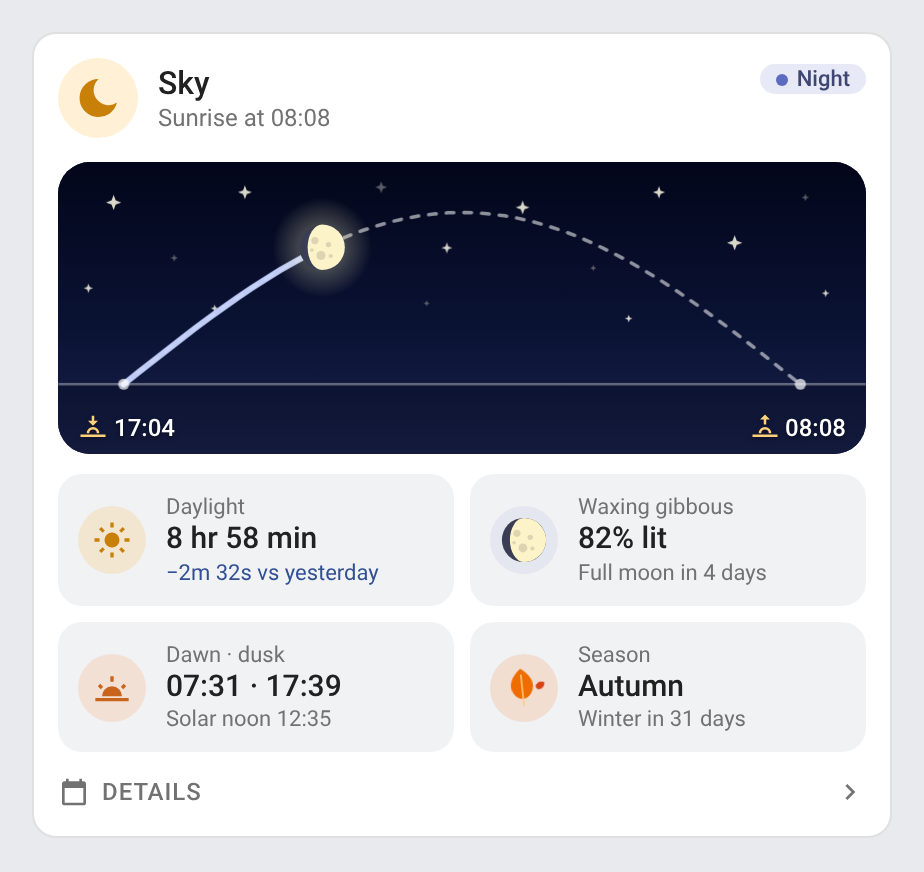 Sky
Night
Sunrise at 08:08
17:04
08:08
Daylight
8 hr 58 min
−2m 32s vs yesterday
Waxing gibbous
82% lit
Full moon in 4 days
Dawn · dusk
07:31 · 17:39
Solar noon 12:35
Season
Autumn
Winter in 31 days
DETAILS